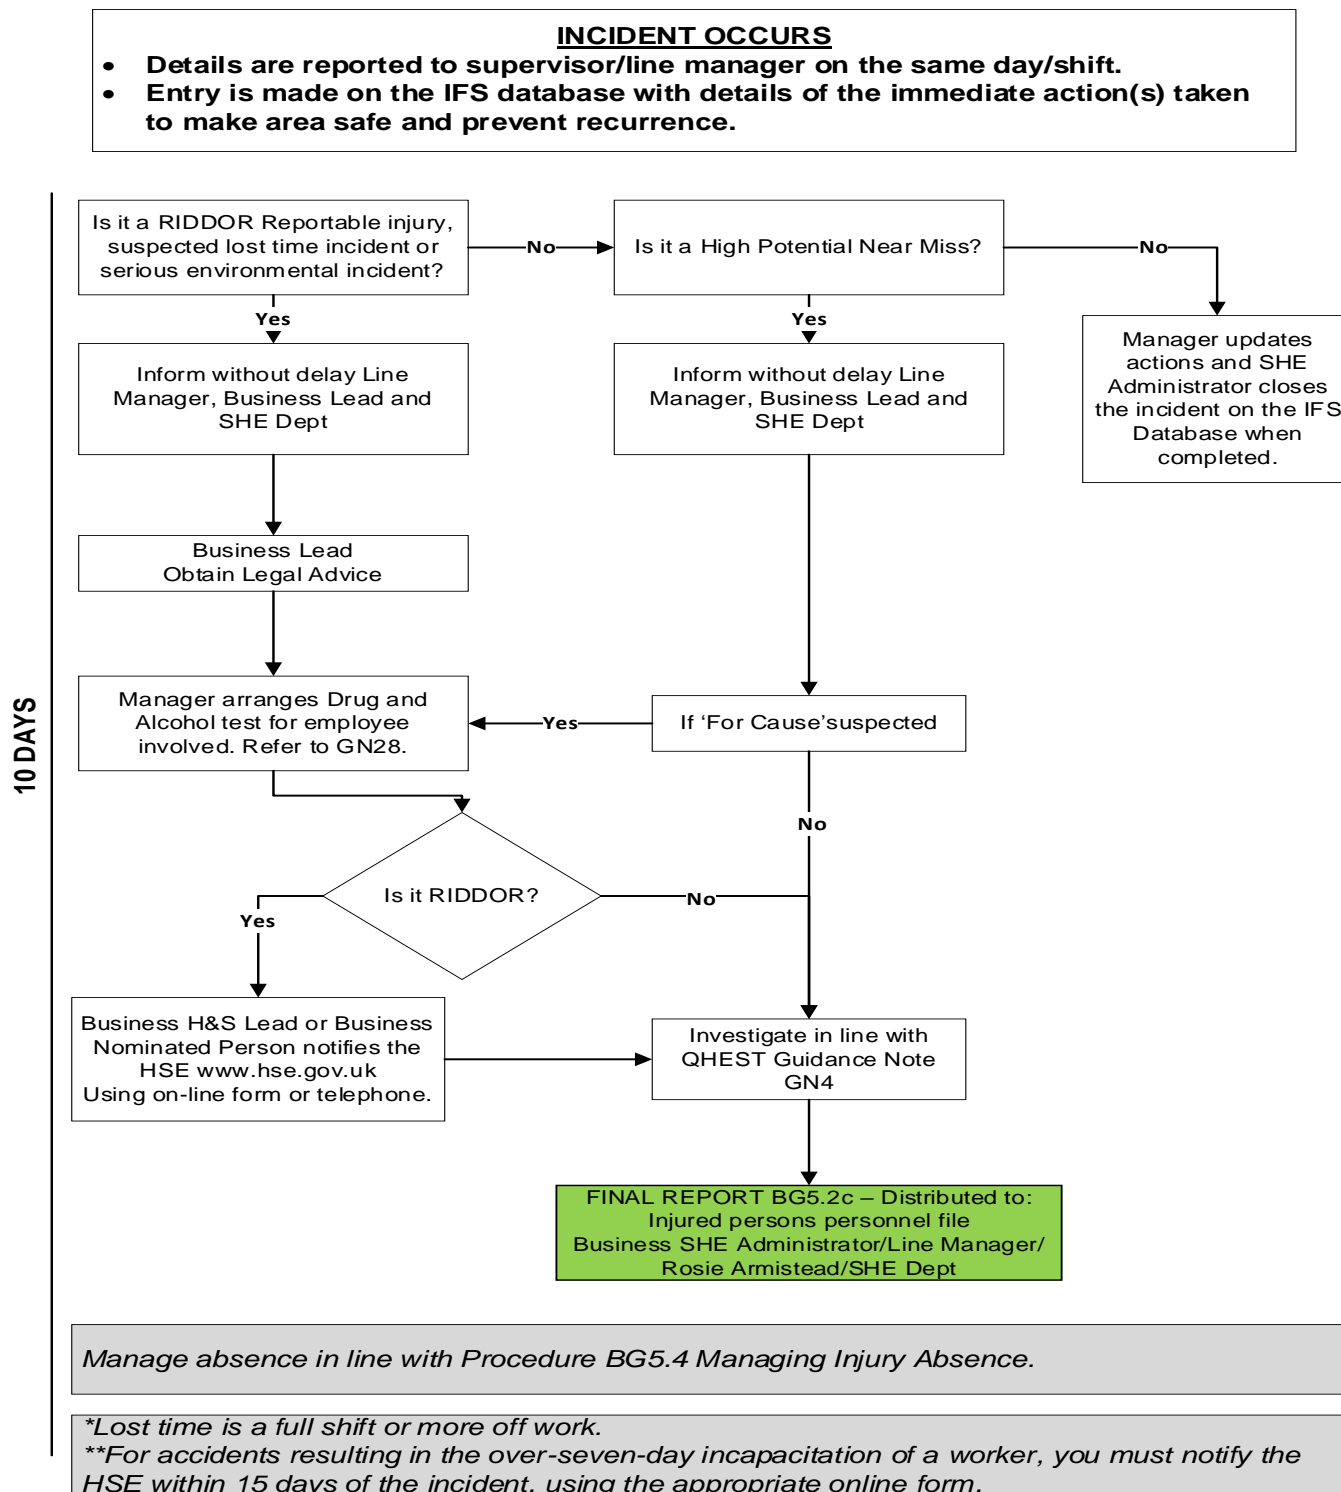 INCIDENT OCCURS
• Details are reported to supervisor/line manager on the same day/shift.
• Entry is made on the IFS database with details of the immediate action(s) taken
to make area safe and prevent recurrence.
Is it a RIDDOR Reportable injury,
suspected lost time incident or
serious environmental incident?
No
Is it a High Potential Near Miss?
No
Yes
Yes
Manager updates
actions and SHE
Administrator closes
the incident on the IFS
Database when
completed.
Inform without delay Line
Manager, Business Lead and
SHE Dept
Inform without delay Line
Manager, Business Lead and
SHE Dept
Business Lead
Obtain Legal Advice
10 DAYS
Manager arranges Drug and
Alcohol test for employee
involved. Refer to GN28.
Yes
If ‘For Cause’suspected
No
Is it RIDDOR?
No
Yes
Business H&S Lead or Business
Nominated Person notifies the
HSE www.hse.gov.uk
Using on-line form or telephone.
Investigate in line with
QHEST Guidance Note
GN4
FINAL REPORT BG5.2c – Distributed to:
Injured persons personnel file
Business SHE Administrator/Line Manager/
Rosie Armistead/SHE Dept
Manage absence in line with Procedure BG5.4 Managing Injury Absence.
*Lost time is a full shift or more off work.
**For accidents resulting in the over-seven-day incapacitation of a worker, you must notify the
HSE within 15 days of the incident, using the appropriate online form.